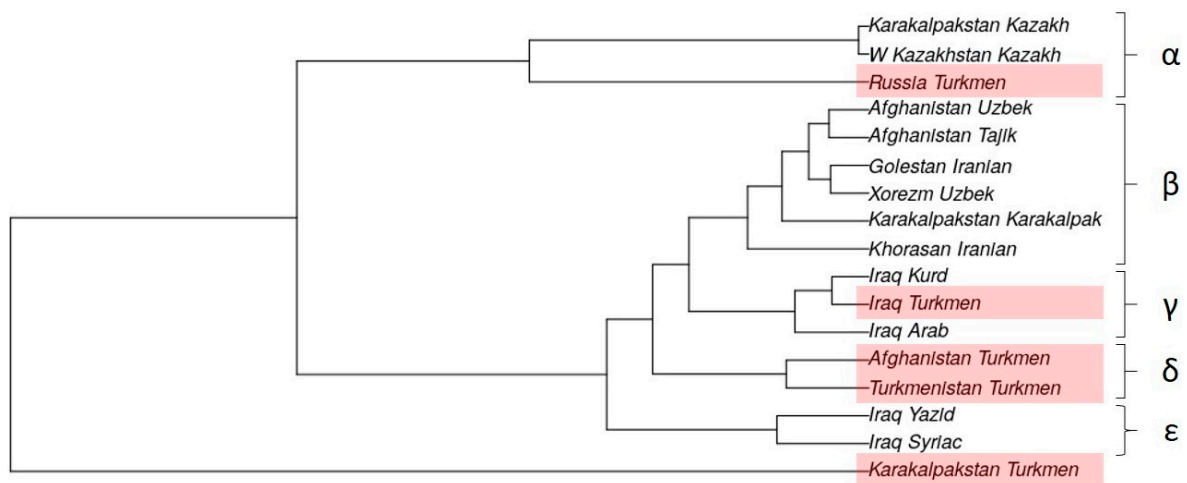 Karakalpakstan Kazakh
W Kazakhstan Kazakh
Russia Turkmen
α
Afghanistan Uzbek
Afghanistan Tajik
Golestan Iranian
Xorezm Uzbek
Karakalpakstan Karakalpak
Khorasan Iranian
β
Iraq Kurd
Iraq Turkmen
Iraq Arab
γ
Afghanistan Turkmen
Turkmenistan Turkmen
δ
Iraq Yazid
Iraq Syriac
ε
Karakalpakstan Turkmen